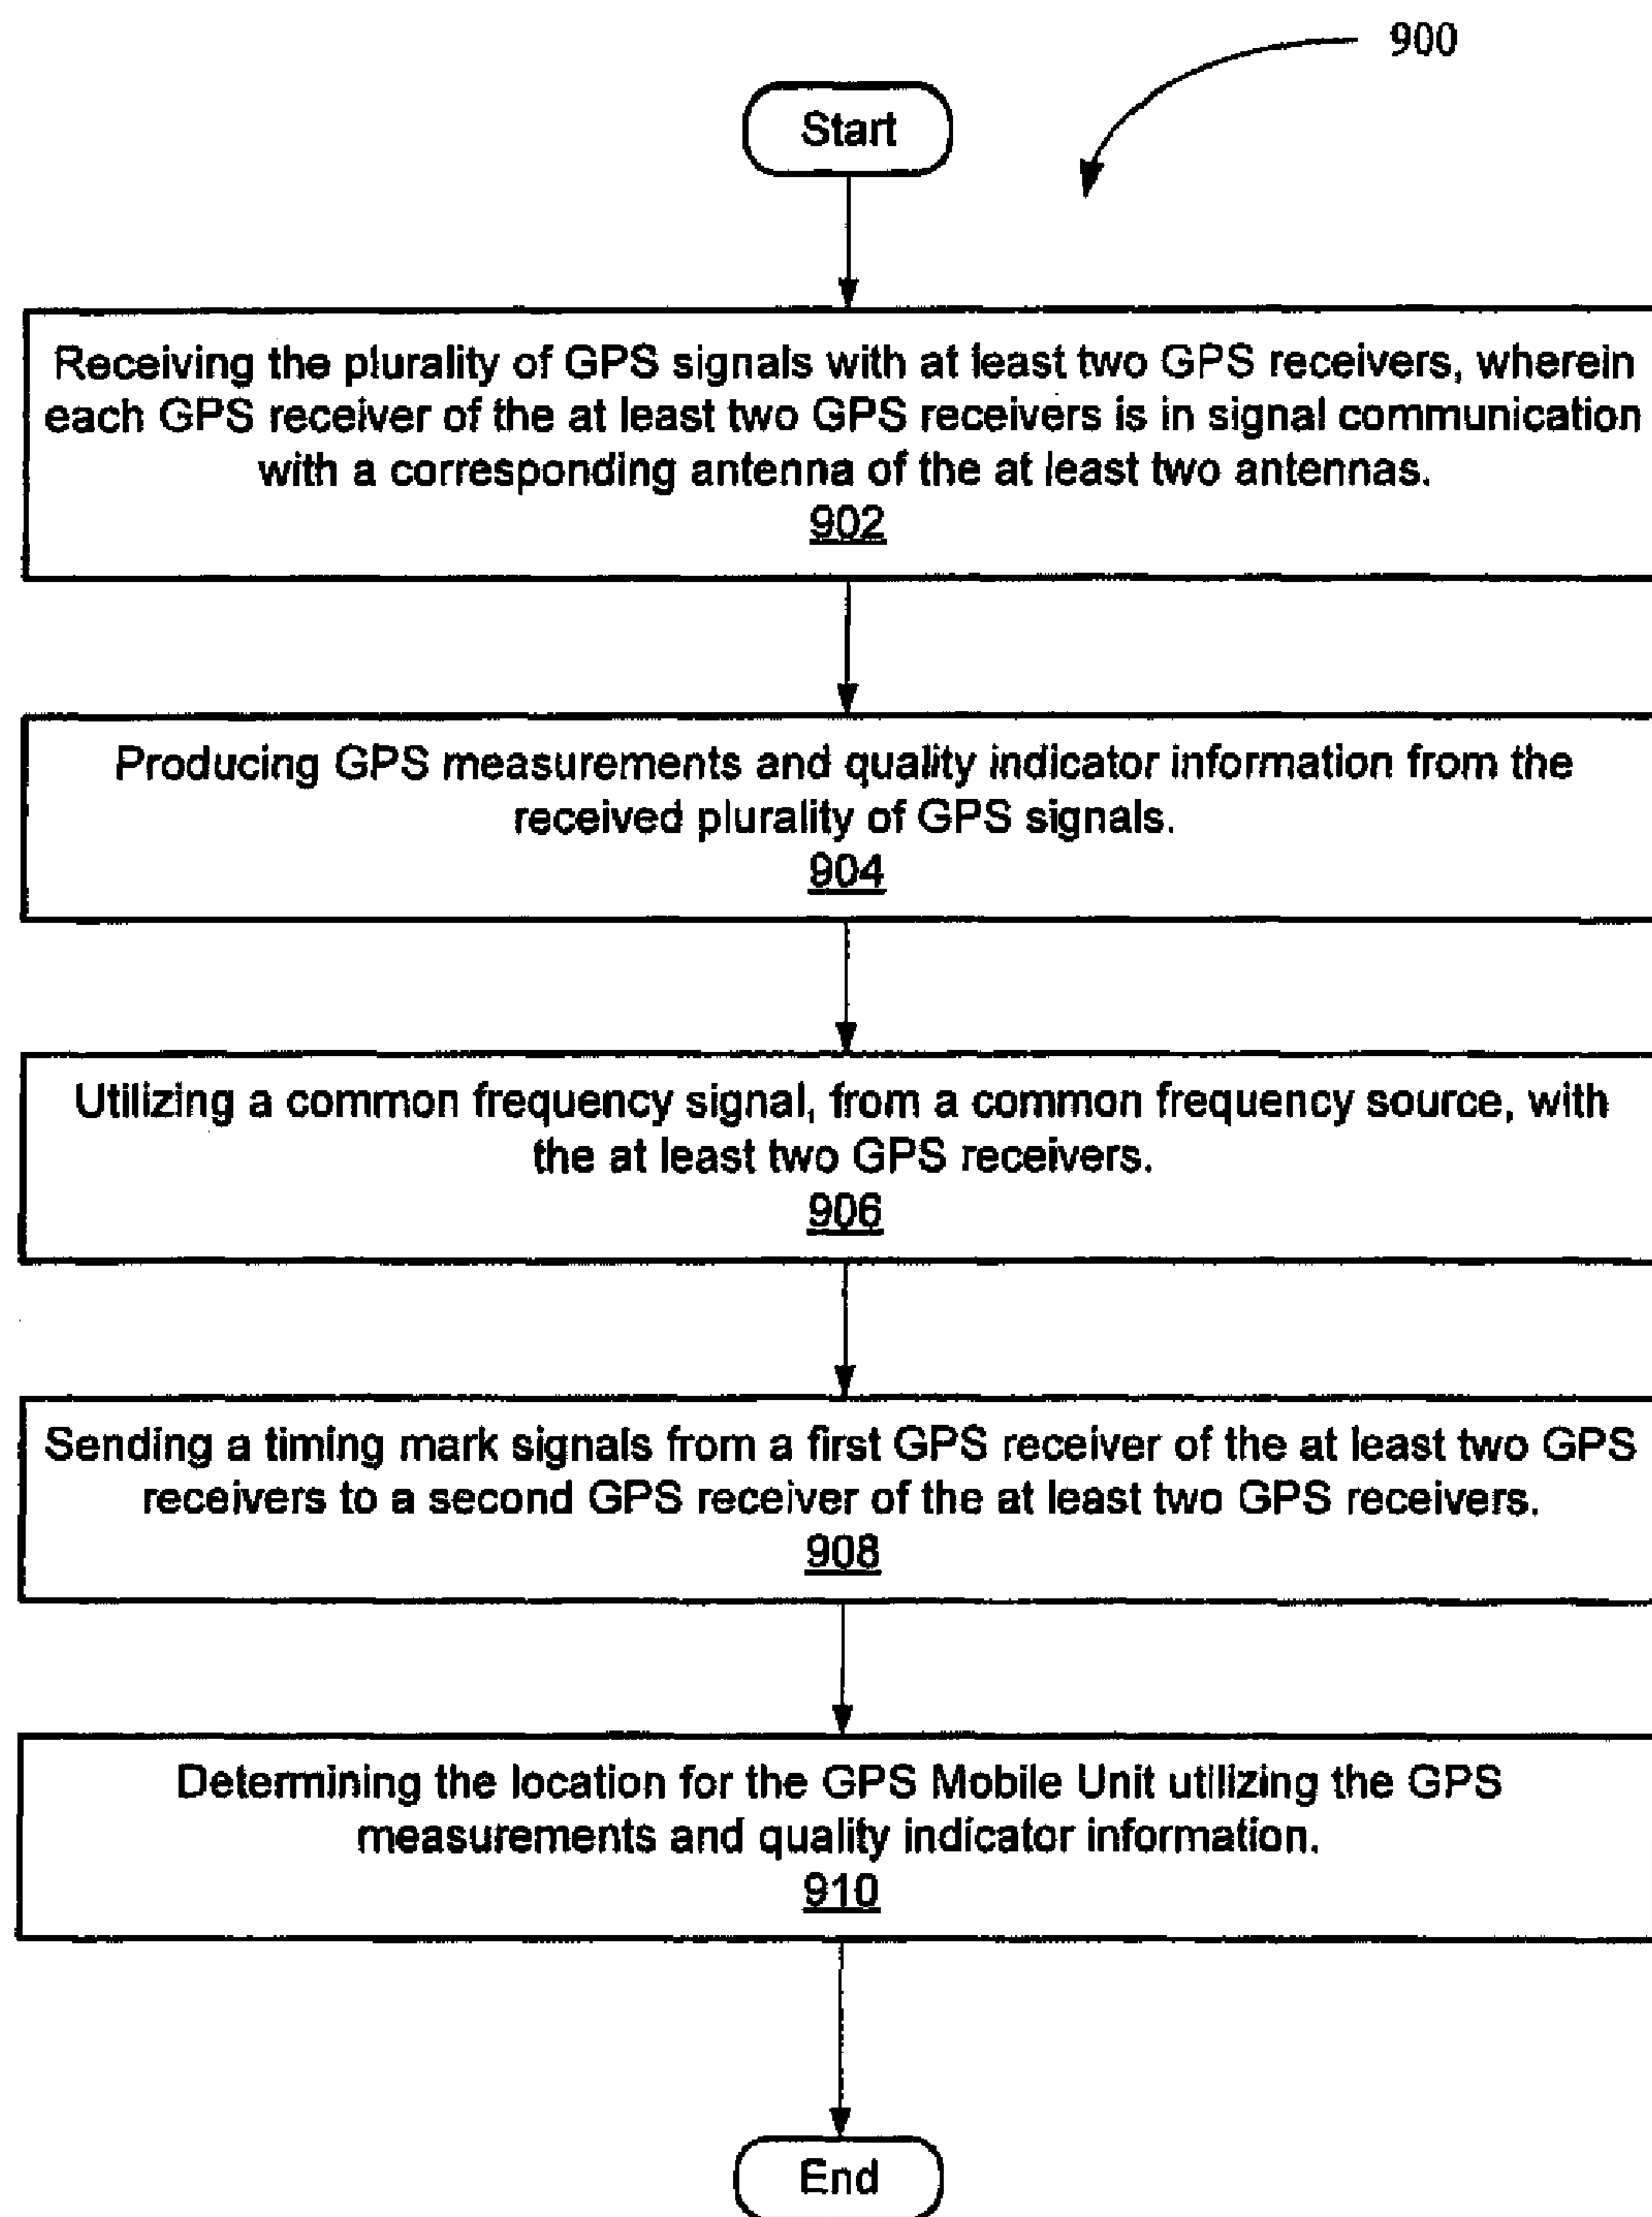 900
Start
Receiving the plurality of GPS signals with at least two GPS receivers, wherein
each GPS receiver of the at least two GPS receivers is in signal communication
with a corresponding antenna of the at least two antennas.
902
Producing GPS measurements and quality indicator information from the
received plurality of GPS signals.
904
Utilizing a common frequency signal, from a common frequency source, with
the at least two GPS receivers.
906
Sending a timing mark signals from a first GPS receiver of the at least two GPS
receivers to a second GPS receiver of the at least two GPS receivers.
908
Determining the location for the GPS Mobile Unit utilizing the GPS
measurements and quality indicator information.
910
End